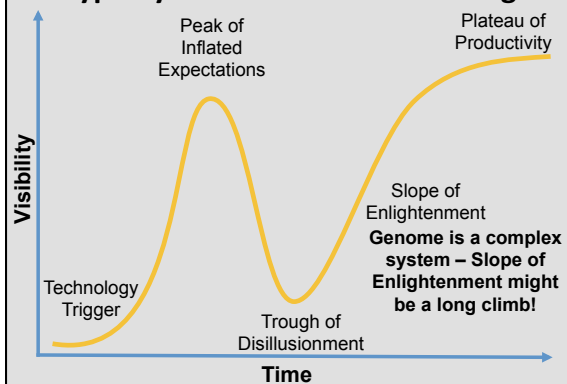 Peak of
Inflated
Expectations
Plateau of
Productivity
Visibility
Slope of
Enlightenment
Genome is a complex
system – Slope of
Enlightenment might
be a long climb!
Technology
Trigger
Trough of
Disillusionment
Time